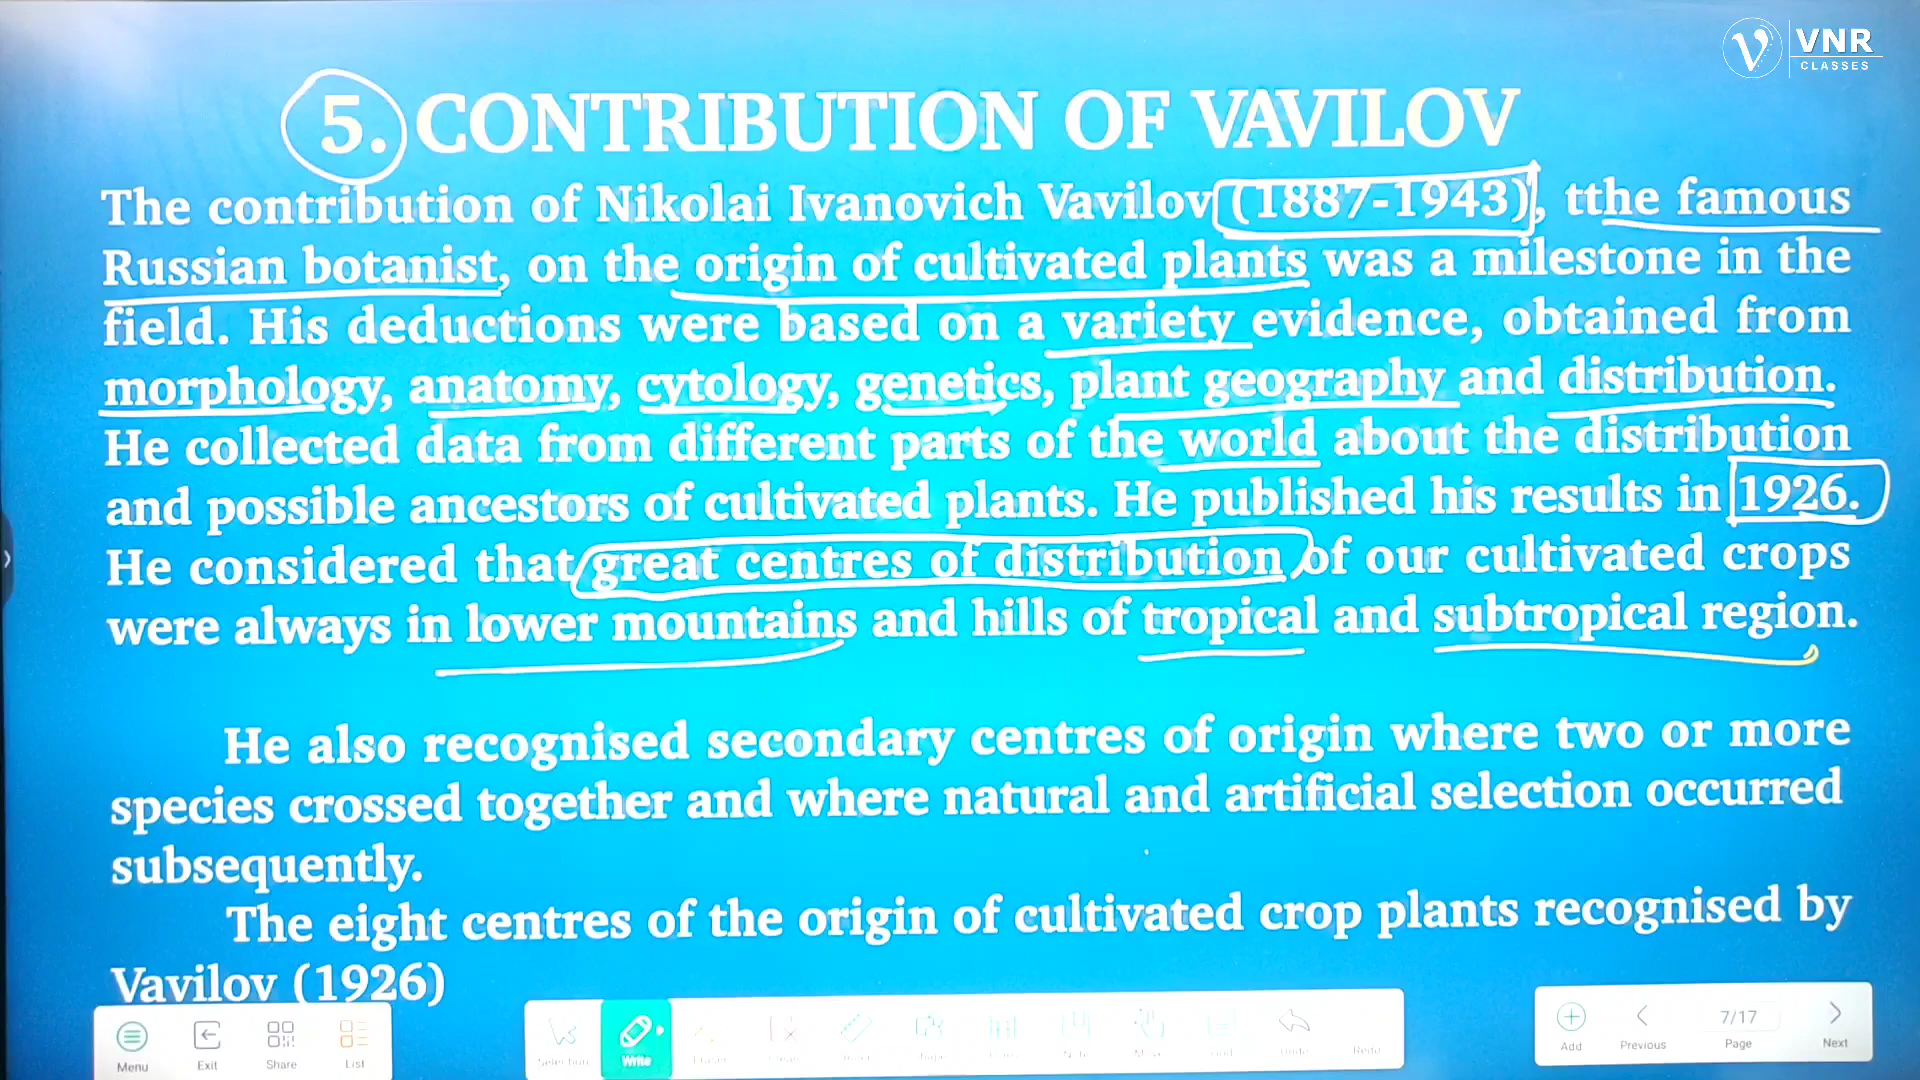 VNR
CLASSES
5. CONTRIBUTION OF VAVILOV
The contribution of Nikolai Ivanovich Vavilov (1887-1943), tthe famous
Russian botanist, on the origin of cultivated plants was a milestone in the
field. His deductions were based on a variety evidence, obtained from
morphology, anatomy, cytology, genetics, plant geography and distribution.
He collected data from different parts of the world about the distribution
and possible ancestors of cultivated plants. He published his results in 1926.
He considered that great centres of distribution of our cultivated crops
were always in lower mountains and hills of tropical and subtropical region.
He also recognised secondary centres of origin where two or more
species crossed together and where natural and artificial selection occurred
subsequently.
The eight centres of the origin of cultivated crop plants recognised by
Vavilov (1926)
Menu Exit Share List Selection Write Undo Redo Add Previous 7/17 Page Next